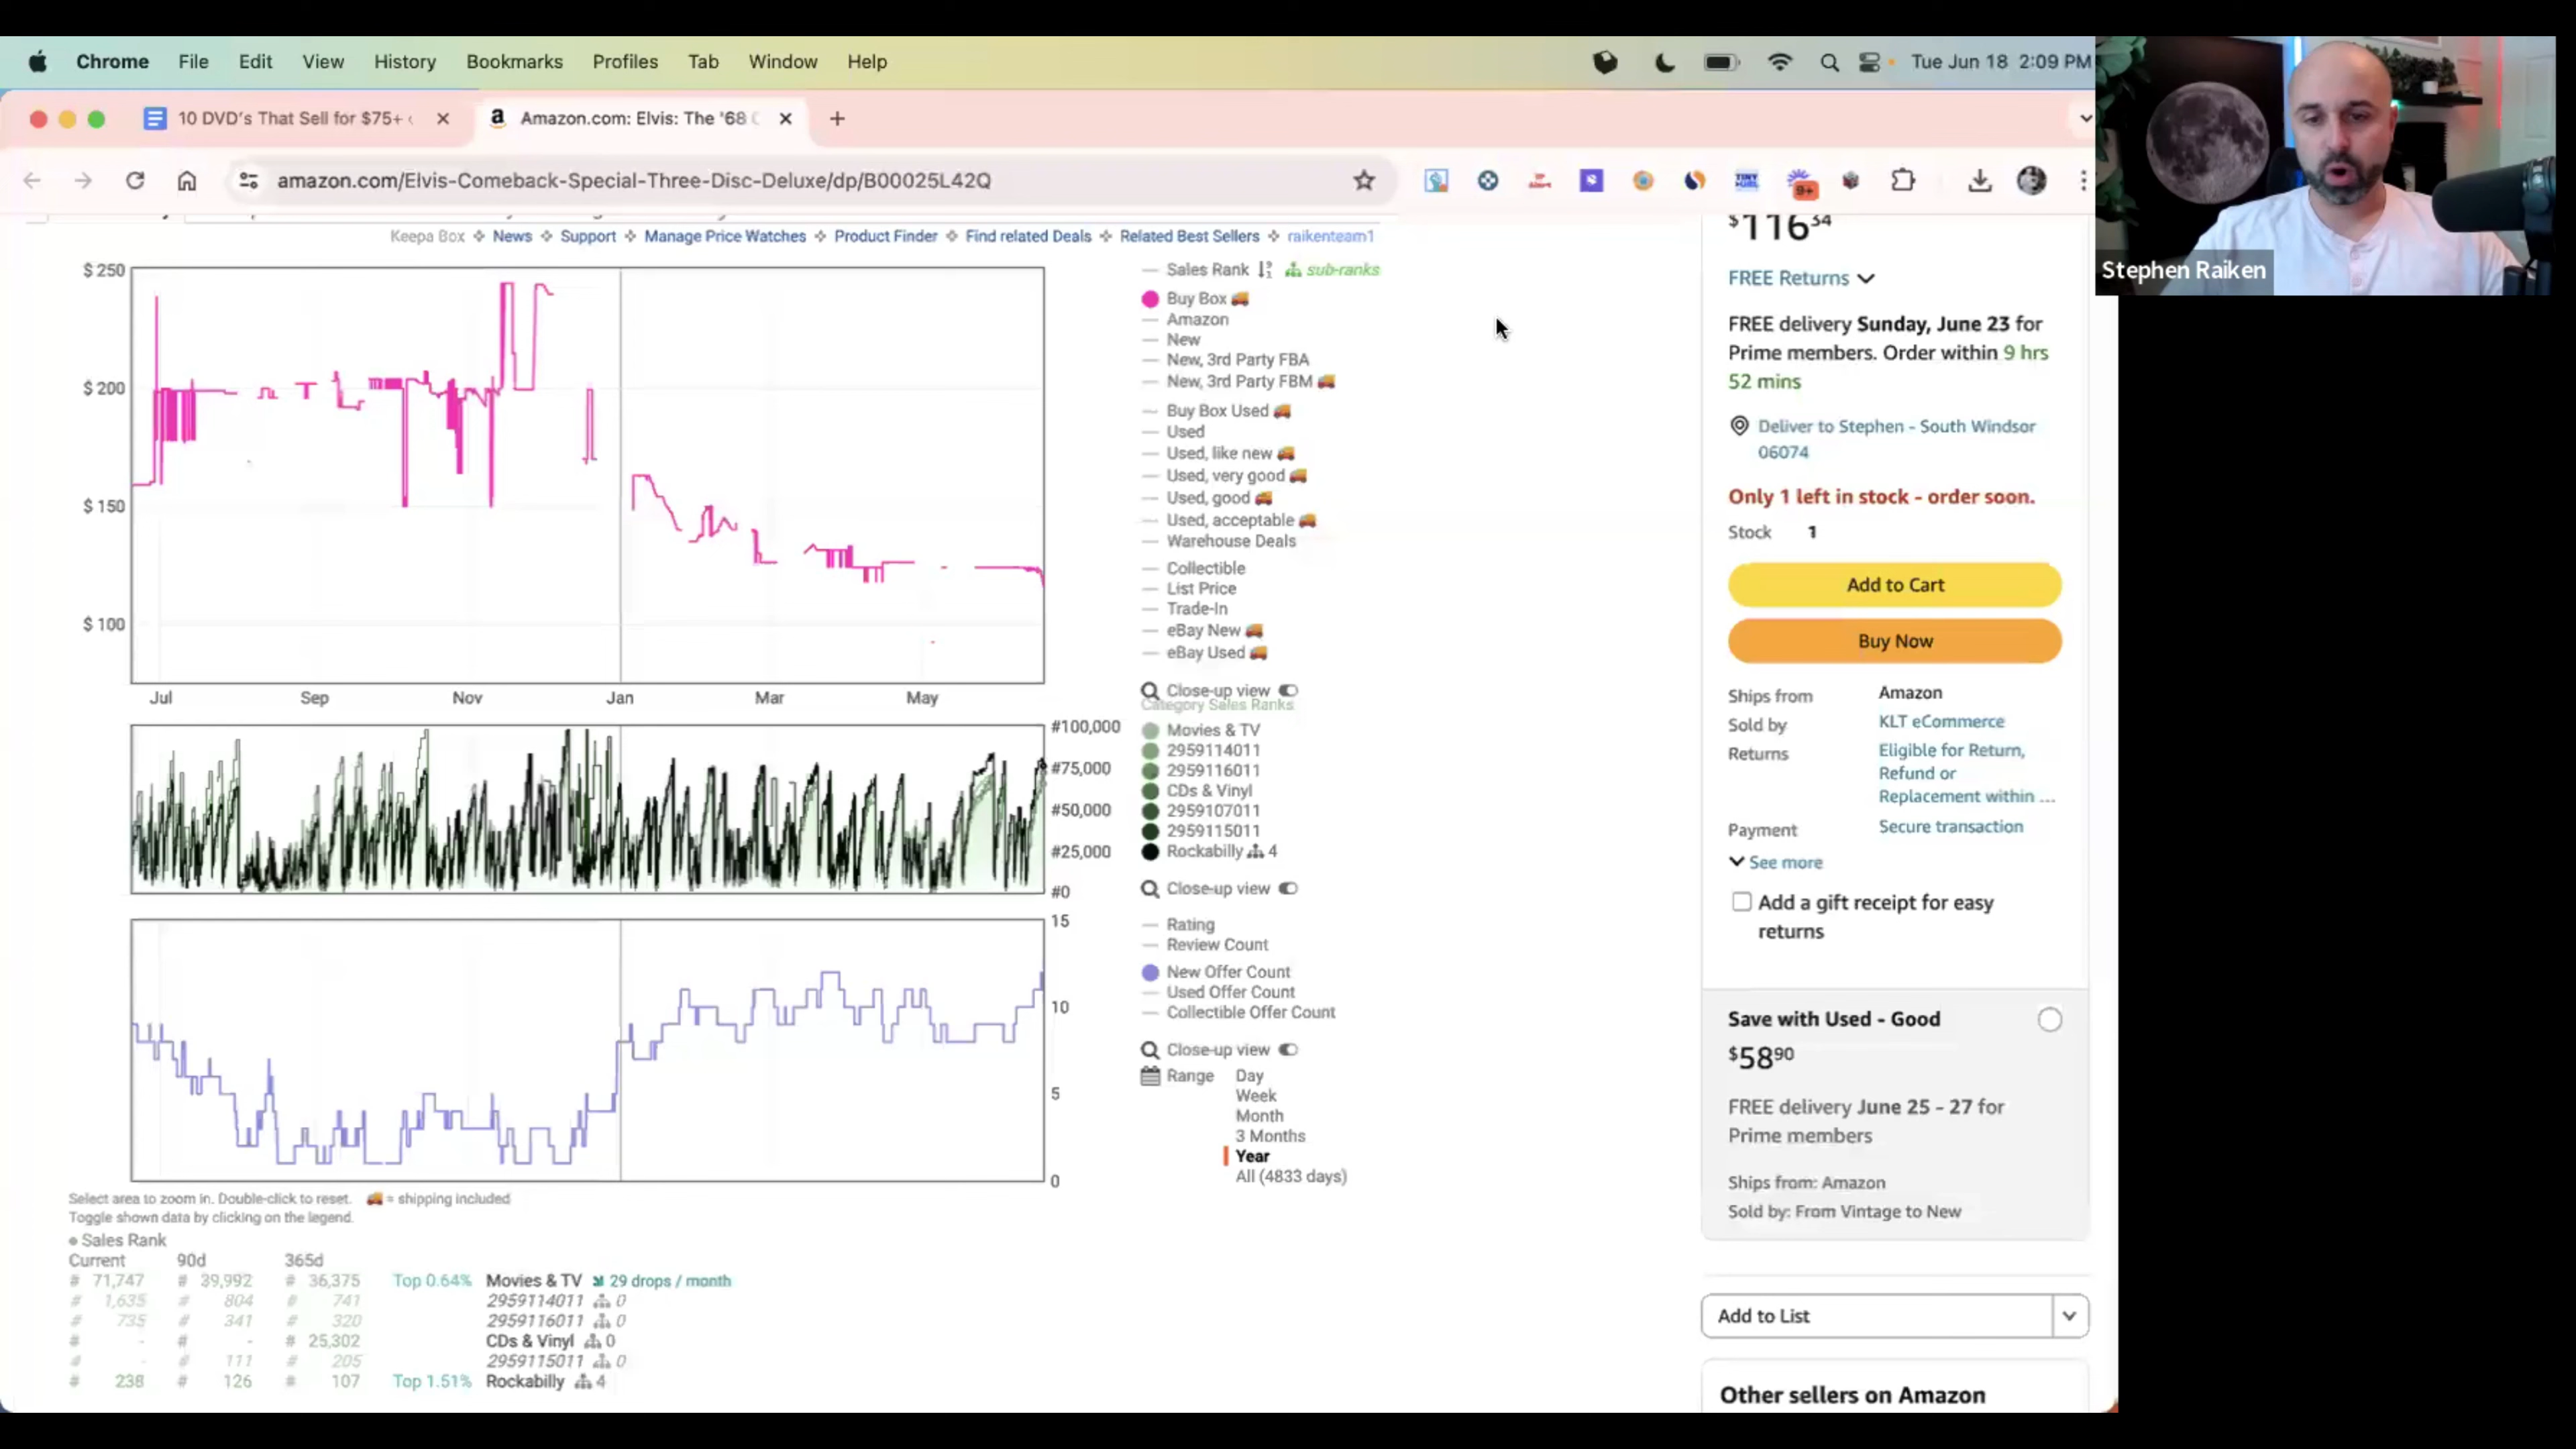 Chrome File Edit View History Bookmarks Profiles Tab Window Help Tue Jun 18 2:09 PM
10 DVD's That Sell for $75+ Amazon.com: Elvis: The '68
amazon.com/Elvis-Comeback-Special-Three-Disc-Deluxe/dp/B00025L42Q
9+
Stephen Raiken
Keepa Box News Support Manage Price Watches Product Finder Find related Deals Related Best Sellers raikenteam1
$ 250
$ 200
$ 150
$ 100
Jul Sep Nov Jan Mar May
Sales Rank sub-ranks
Buy Box
Amazon
New
New, 3rd Party FBA
New, 3rd Party FBM
Buy Box Used
Used
Used, like new
Used, very good
Used, good
Used, acceptable
Warehouse Deals
Collectible
List Price
Trade-In
eBay New
eBay Used
Close-up view
Category Sales Ranks
#100,000
#75,000
#50,000
#25,000
#0
Movies & TV
2959114011
2959116011
CDs & Vinyl
2959107011
2959115011
Rockabilly 4
Close-up view
15
10
5
0
Rating
Review Count
New Offer Count
Used Offer Count
Collectible Offer Count
Close-up view
Range Day
Week
Month
3 Months
Year
All (4833 days)
Select area to zoom in. Double-click to reset. = shipping included
Toggle shown data by clicking on the legend.
Sales Rank
Current 90d 365d
# 71,747 # 39,992 # 36,375 Top 0.64% Movies & TV 29 drops / month
# 1,635 # 804 # 741 2959114011 0
# 735 # 341 # 320 2959116011 0
# - # - # 25,302 CDs & Vinyl 0
# - # 111 # 205 2959115011 0
# 238 # 126 # 107 Top 1.51% Rockabilly 4
$116 34
FREE Returns
FREE delivery Sunday, June 23 for
Prime members. Order within 9 hrs
52 mins
Deliver to Stephen - South Windsor
06074
Only 1 left in stock - order soon.
Stock 1
Add to Cart
Buy Now
Ships from Amazon
Sold by KLT eCommerce
Returns Eligible for Return,
Refund or
Replacement within ...
Payment Secure transaction
See more
Add a gift receipt for easy
returns
Save with Used - Good
$58 90
FREE delivery June 25 - 27 for
Prime members
Ships from: Amazon
Sold by: From Vintage to New
Add to List
Other sellers on Amazon